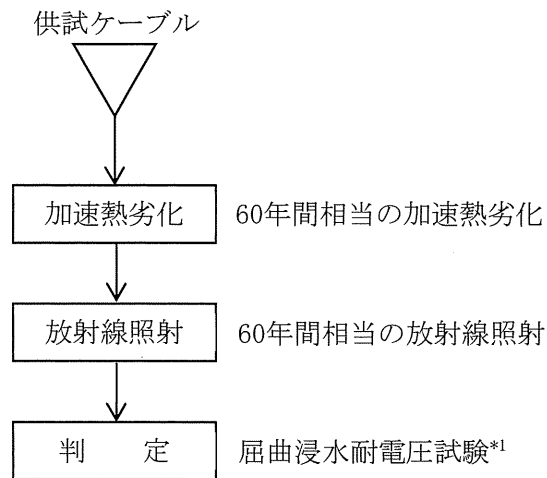 供試ケーブル
加速熱劣化 60年間相当の加速熱劣化
放射線照射 60年間相当の放射線照射
判 定 屈曲浸水耐電圧試験*1